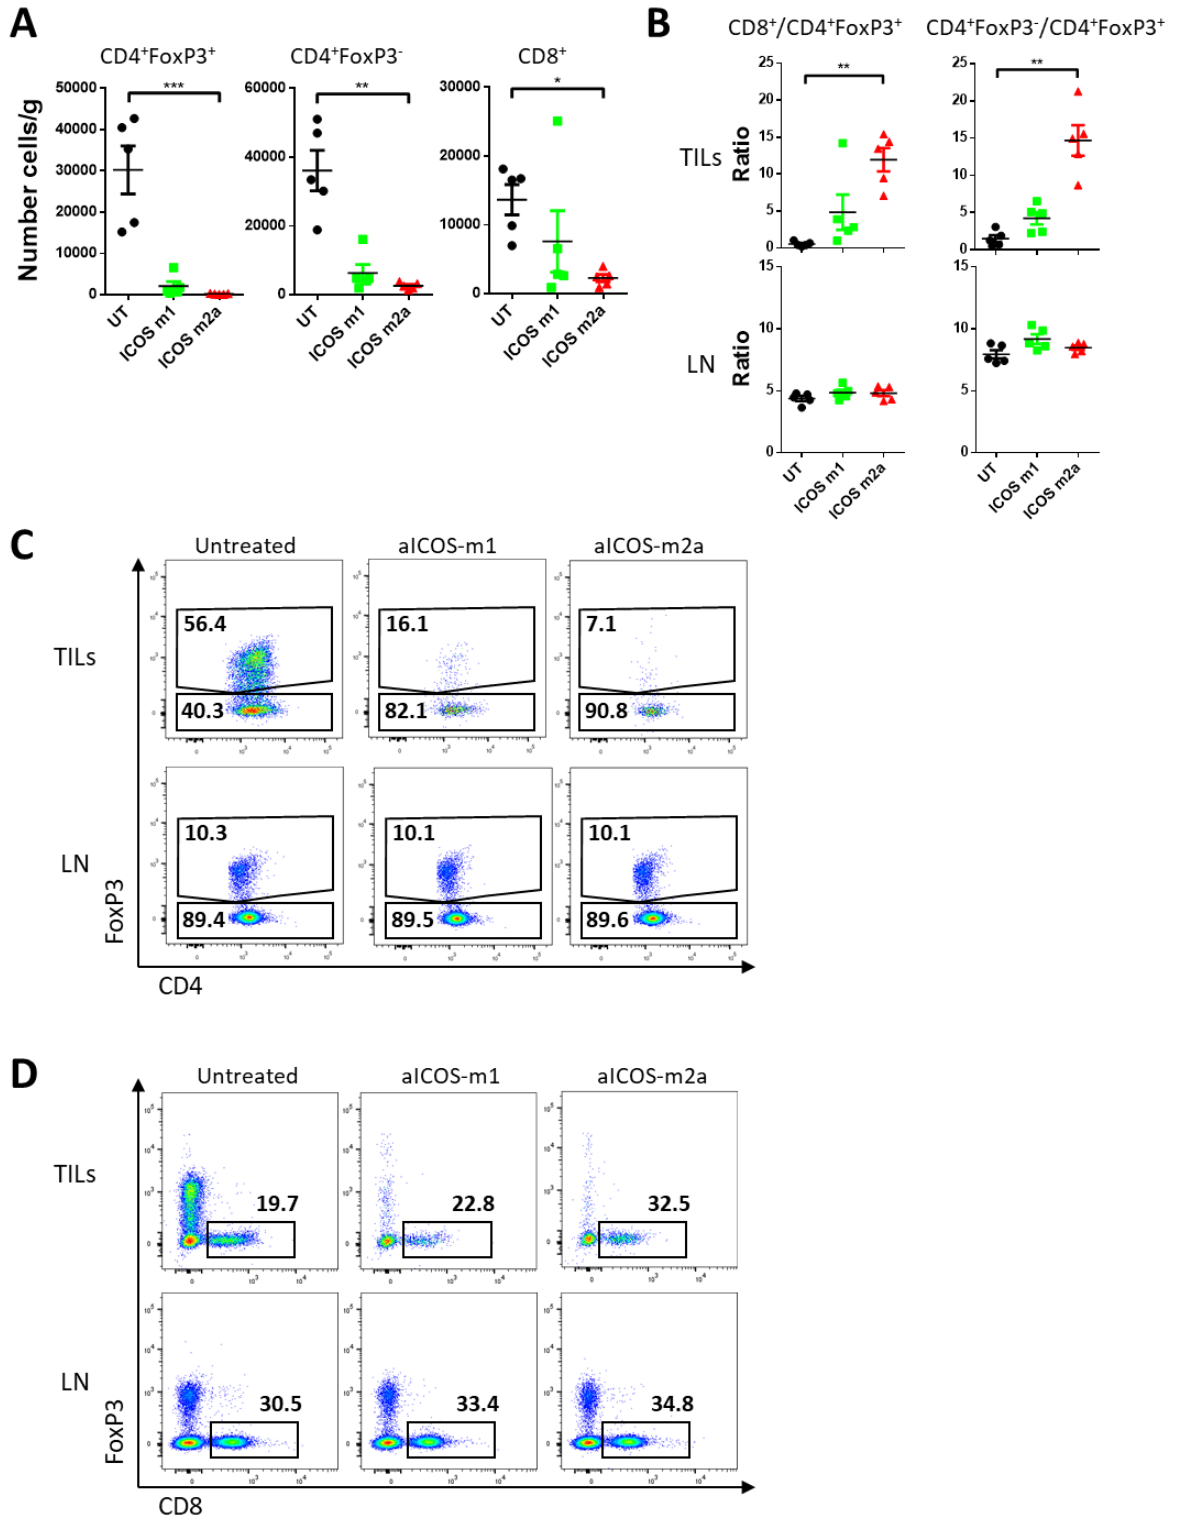 A
B
CD4⁺FoxP3⁺
CD4⁺FoxP3⁻
CD8⁺
Number cells/g
50000
40000
30000
20000
10000
0
***
UT
ICOS m1
ICOS m2a
60000
40000
20000
0
**
UT
ICOS m1
ICOS m2a
30000
20000
10000
0
*
UT
ICOS m1
ICOS m2a
CD8⁺/CD4⁺FoxP3⁺
CD4⁺FoxP3⁻/CD4⁺FoxP3⁺
TILs
Ratio
25
20
15
10
5
0
**
25
20
15
10
5
0
**
LN
Ratio
15
10
5
0
UT
ICOS m1
ICOS m2a
15
10
5
0
UT
ICOS m1
ICOS m2a
C
Untreated
aICOS-m1
aICOS-m2a
TILs
56.4
40.3
16.1
82.1
7.1
90.8
LN
10.3
89.4
10.1
89.5
10.1
89.6
FoxP3
CD4
D
Untreated
aICOS-m1
aICOS-m2a
TILs
19.7
22.8
32.5
LN
30.5
33.4
34.8
FoxP3
CD8